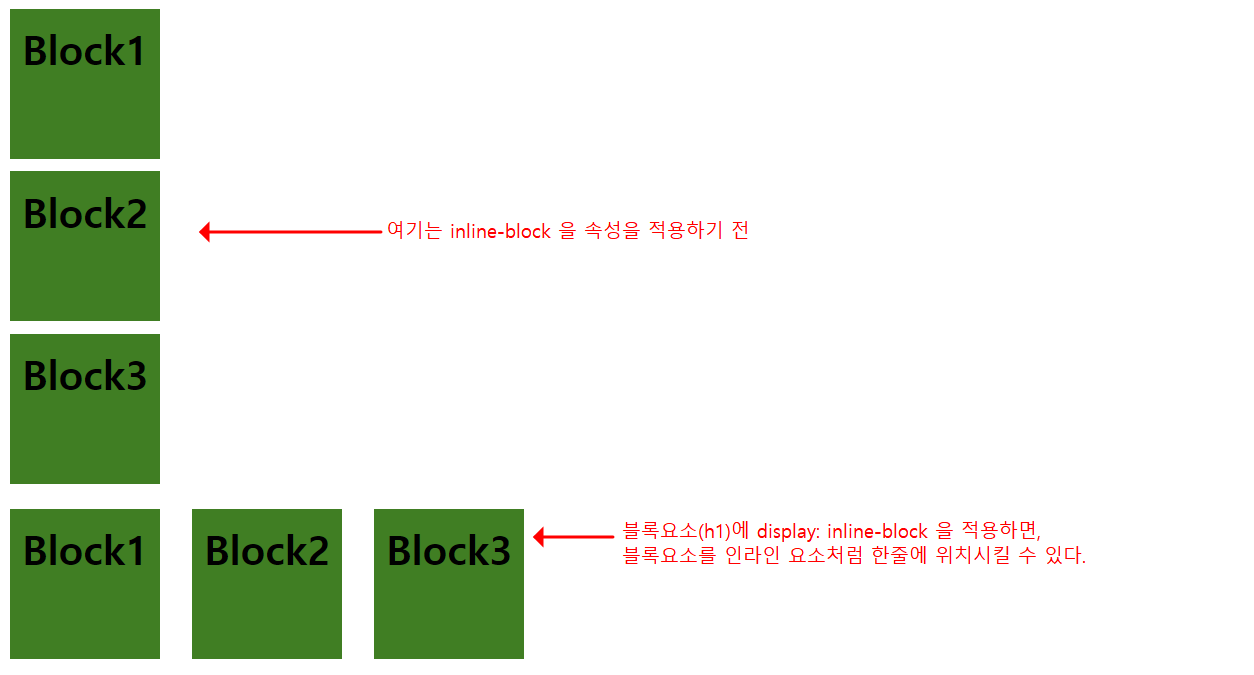 Block1
Block2
여기는 inline-block 을 속성을 적용하기 전
Block3
Block1 Block2 Block3
블록요소(h1)에 display: inline-block 을 적용하면,
블록요소를 인라인 요소처럼 한줄에 위치시킬 수 있다.